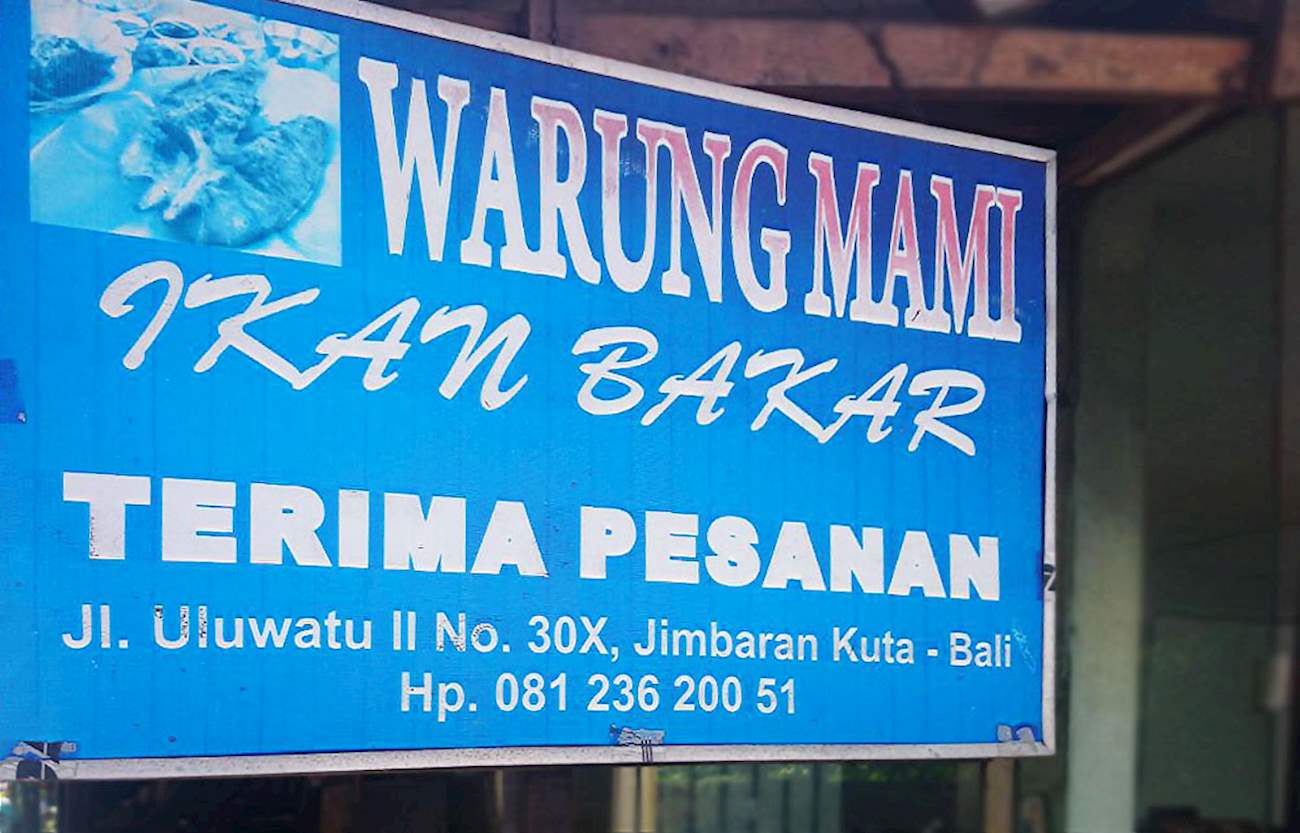 WARUNG MAMI
IKAN BAKAR
TERIMA PESANAN
Jl. Uluwatu II No. 30X, Jimbaran Kuta - Bali
Hp. 081 236 200 51